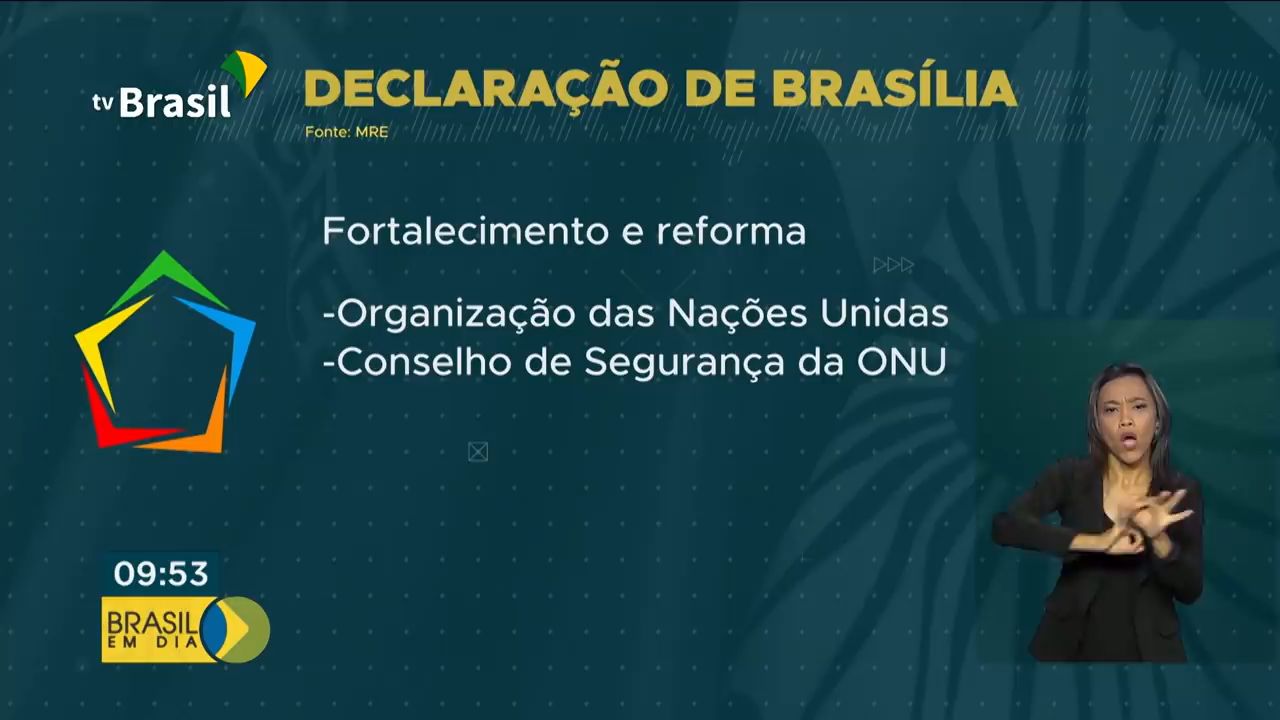 tv Brasil
DECLARAÇÃO DE BRASÍLIA
Fonte: MRE
Fortalecimento e reforma
-Organização das Nações Unidas
-Conselho de Segurança da ONU
09:53
BRASIL
EM DIA